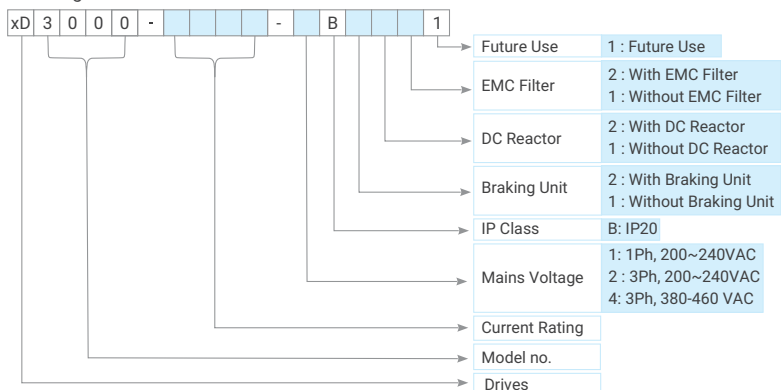 xD 3 0 0 0 - - B 1
Future Use 1 : Future Use
EMC Filter 2 : With EMC Filter
1 : Without EMC Filter
DC Reactor 2 : With DC Reactor
1 : Without DC Reactor
Braking Unit 2 : With Braking Unit
1 : Without Braking Unit
IP Class B: IP20
Mains Voltage 1: 1Ph, 200~240VAC
2 : 3Ph, 200~240VAC
4: 3Ph, 380-460 VAC
Current Rating
Model no.
Drives